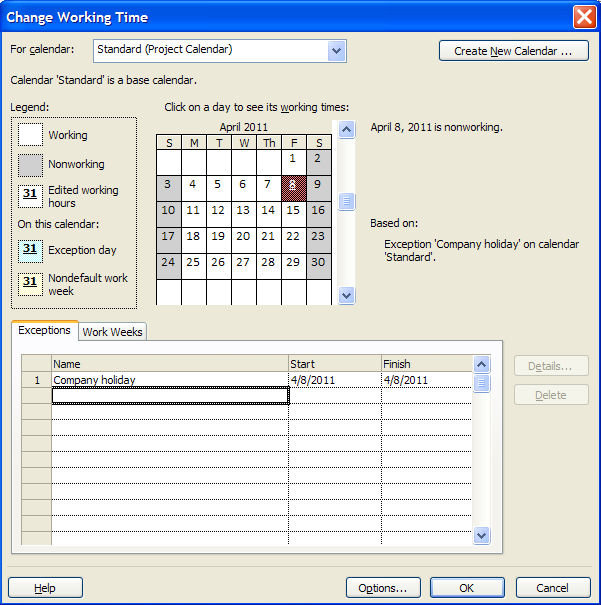 Change Working Time
For calendar: Standard (Project Calendar) Create New Calendar ...
Calendar 'Standard' is a base calendar.
Legend: Click on a day to see its working times:
Working
Nonworking
31 Edited working
hours
On this calendar:
31 Exception day
31 Nondefault work
week
April 2011
S M T W Th F S
1 2
3 4 5 6 7 8 9
10 11 12 13 14 15 16
17 18 19 20 21 22 23
24 25 26 27 28 29 30
April 8, 2011 is nonworking.
Based on:
Exception 'Company holiday' on calendar
'Standard'.
Exceptions Work Weeks
Name Start Finish
1 Company holiday 4/8/2011 4/8/2011
Details...
Delete
Help Options... OK Cancel